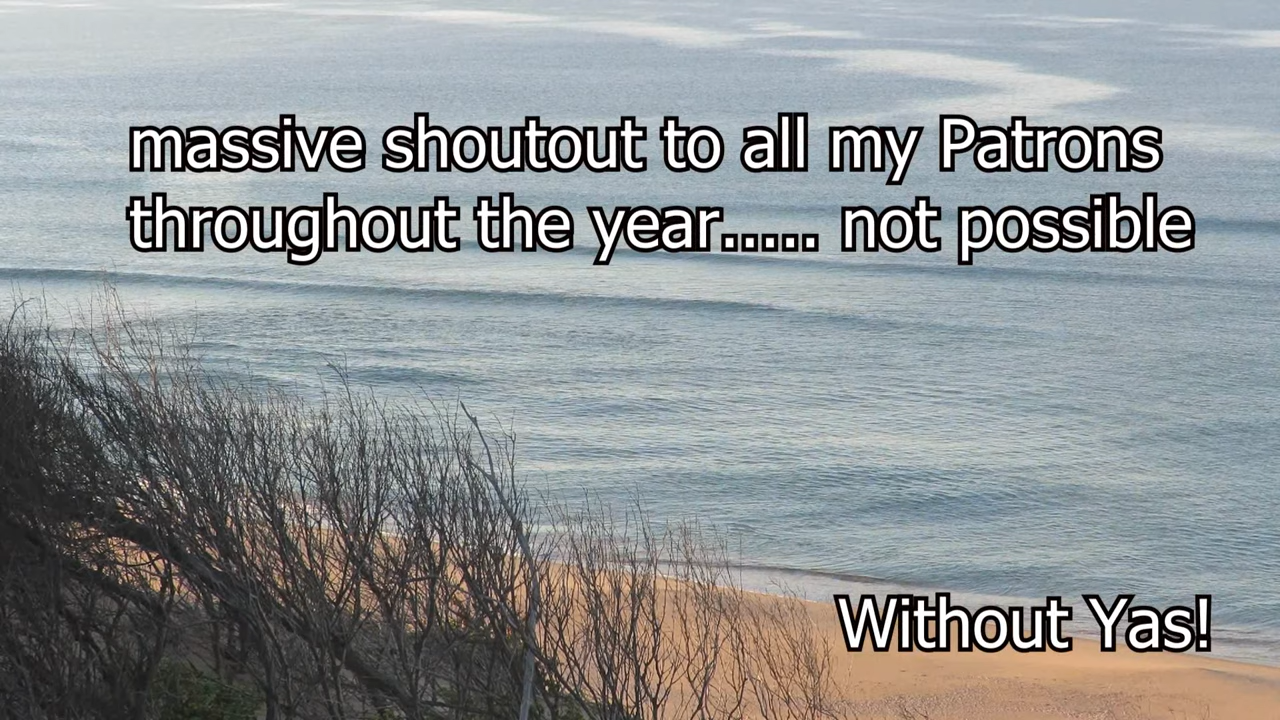 massive shoutout to all my Patrons
throughout the year..... not possible
Without Yas!